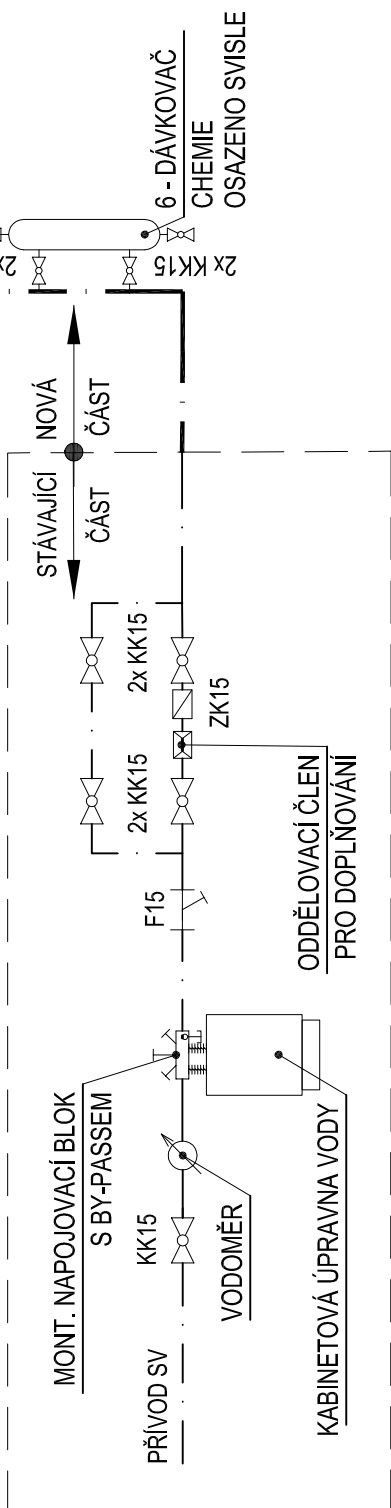 PŘÍVOD SV
KK15
VODOMĚR
MONT. NAPOJOVACÍ BLOK
S BY-PASSEM
KABINETOVÁ ÚPRAVNA VODY
F15
2x KK15
2x KK15
ZK15
ODDĚLOVACÍ ČLEN
PRO DOPLŇOVÁNÍ
STÁVAJÍCÍ
ČÁST
NOVÁ
ČÁST
2x
2x KK15
6 - DÁVKOVAČ
CHEMIE
OSAZENO SVISLE